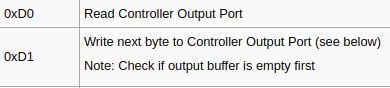 0xD0 Read Controller Output Port
0xD1 Write next byte to Controller Output Port (see below)
Note: Check if output buffer is empty first